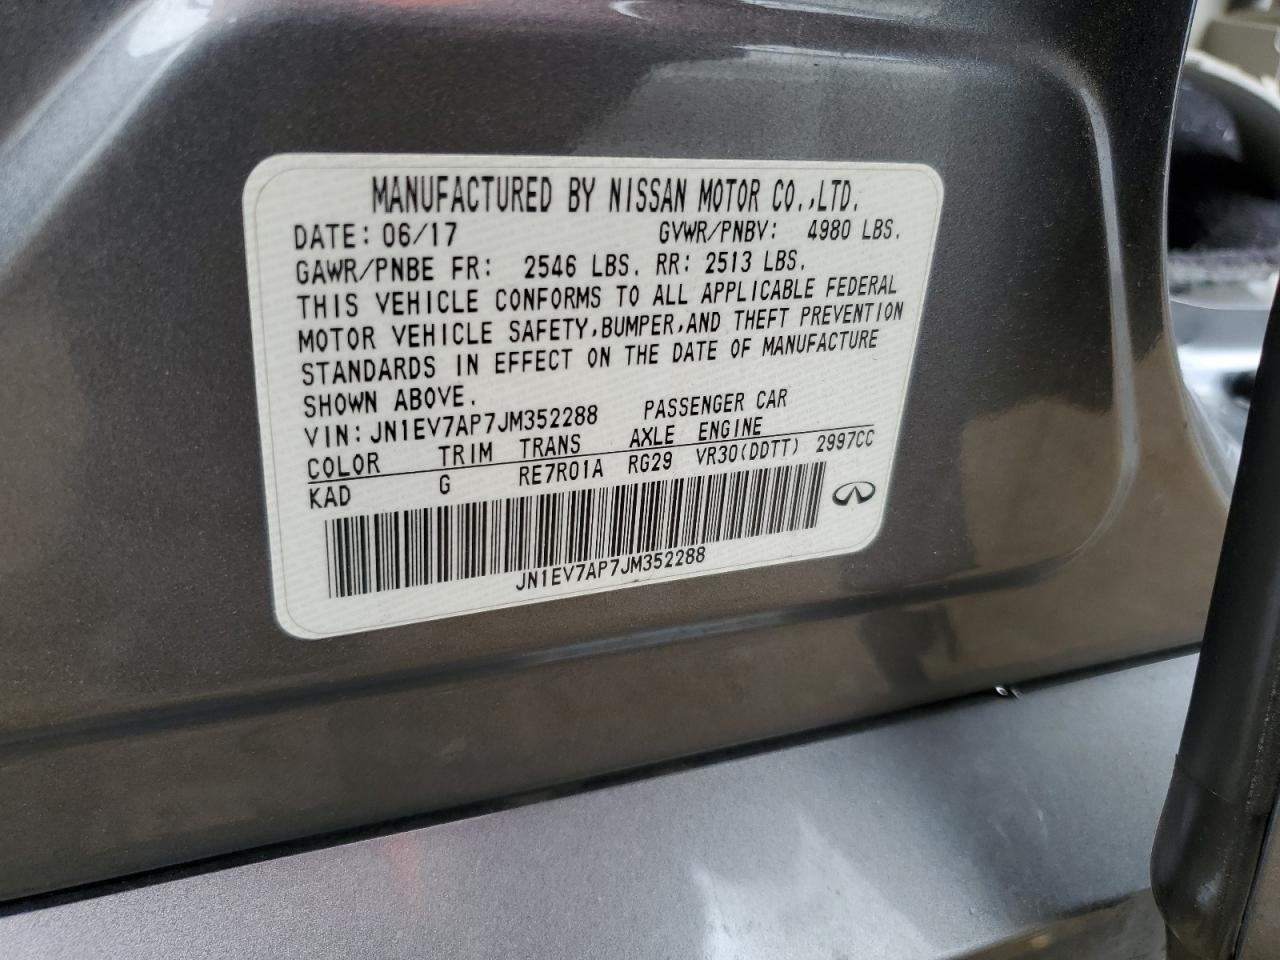 MANUFACTURED BY NISSAN MOTOR CO.,LTD.
DATE: 06/17 GVWR/PNBV: 4980 LBS.
GAWR/PNBE FR: 2546 LBS. RR: 2513 LBS.
THIS VEHICLE CONFORMS TO ALL APPLICABLE FEDERAL
MOTOR VEHICLE SAFETY,BUMPER,AND THEFT PREVENTION
STANDARDS IN EFFECT ON THE DATE OF MANUFACTURE
SHOWN ABOVE.
VIN:JN1EV7AP7JM352288 PASSENGER CAR
COLOR TRIM TRANS AXLE ENGINE
KAD G RE7R01A RG29 VR30(DDTT) 2997CC
JN1EV7AP7JM352288